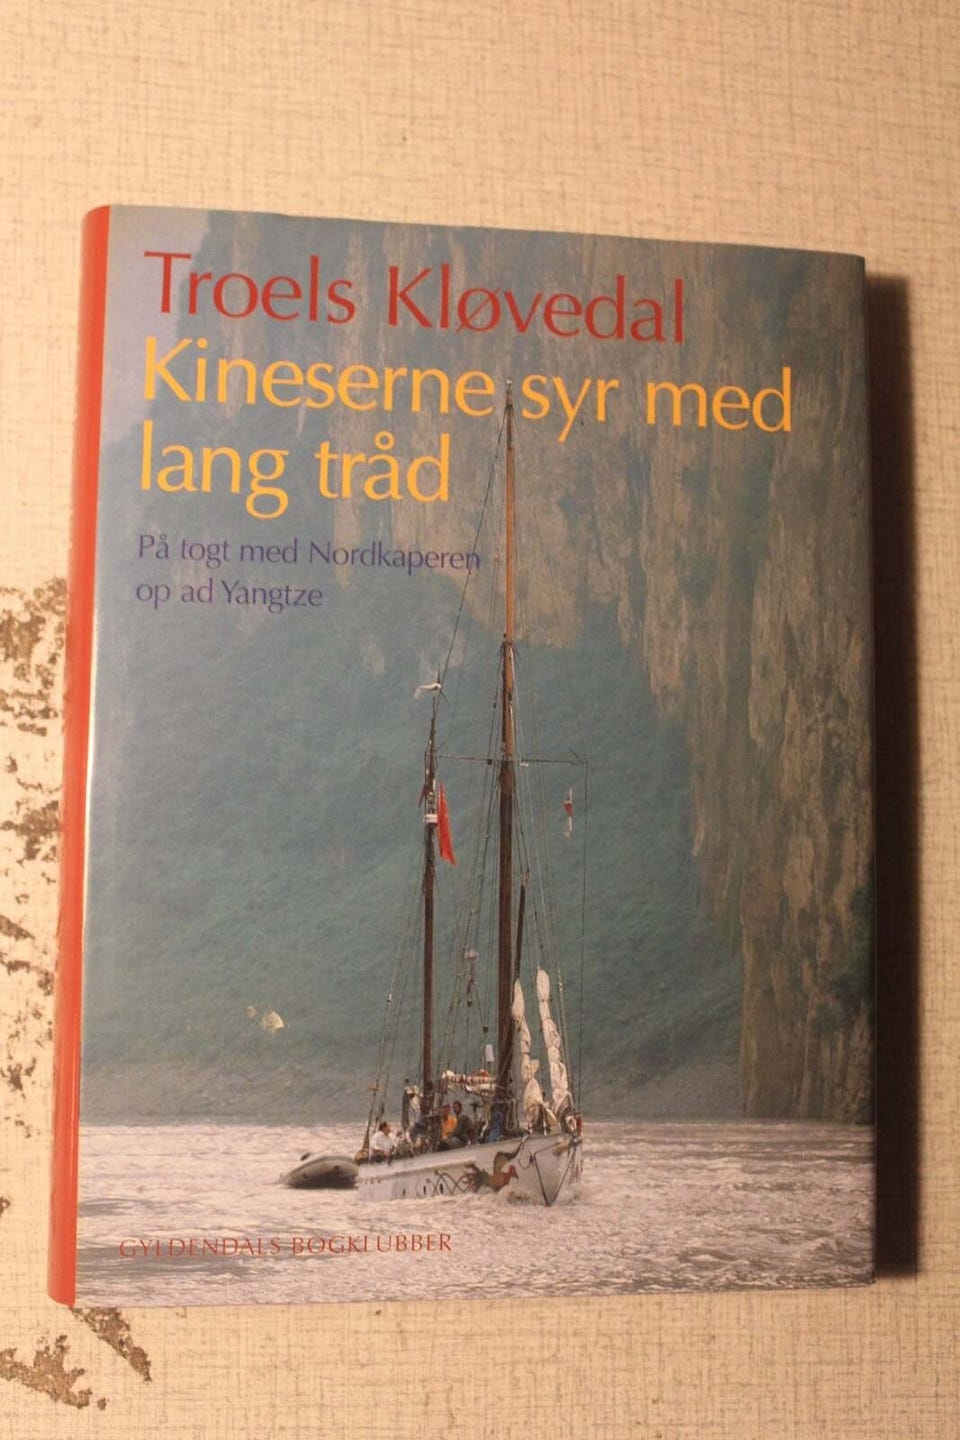 Troels Kløvedal
Kineserne syr med
lang tråd
På togt med Nordkaperen
op ad Yangtze
GYLDENDALS BOGKLUBBER